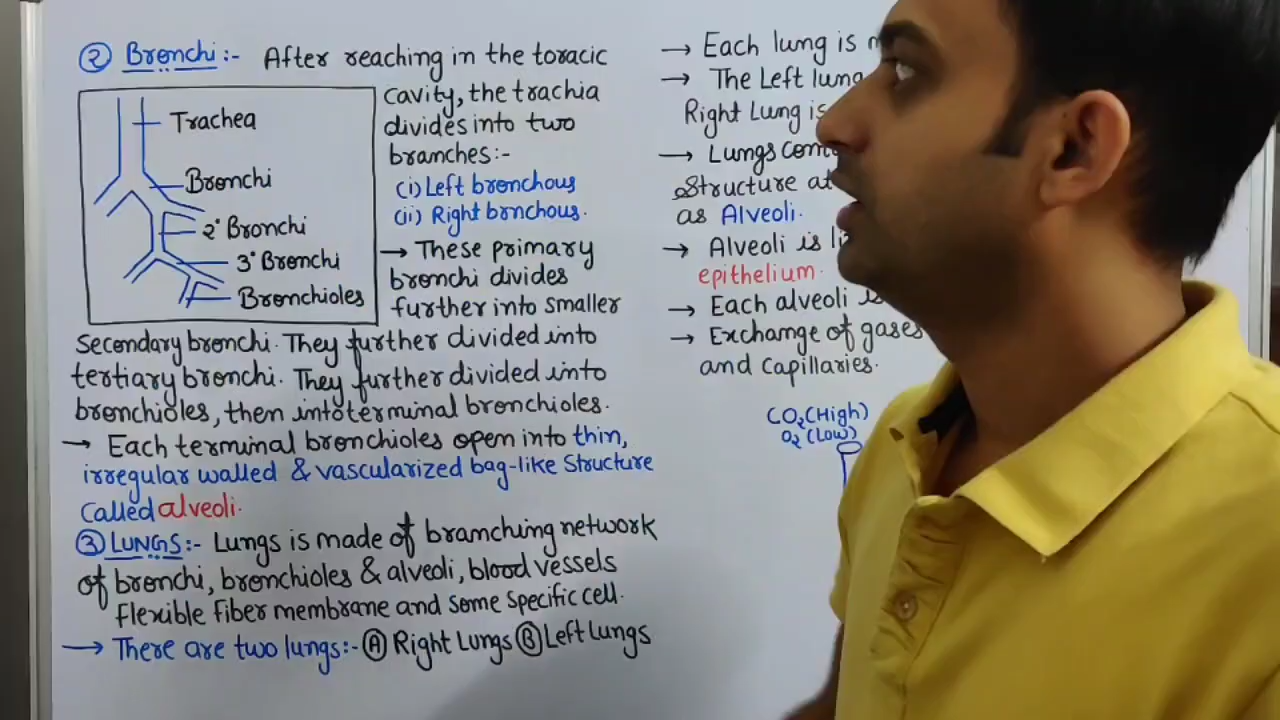 ② Bronchi:- After reaching in the toracic
cavity, the trachia
divides into two
branches:-
(i) Left bronchous
(ii) Right bronchous.
→ These primary
bronchi divides
further into smaller
Secondary bronchi. They further divided into
tertiary bronchi. They further divided into
bronchioles, then into terminal bronchioles.
→ Each terminal bronchioles open into thin,
irregular walled & vascularized bag-like Structure
Called alveoli.
③ LUNGS:- Lungs is made of bramching network
of bronchi, bronchioles & alveoli, blood vessels
flexible fiber membrane and some specific cell.
→ There are two lungs:- Ⓐ Right Lungs Ⓑ Left lungs
Trachea
Bronchi
2° Bronchi
3° Bronchi
Bronchioles
→ Each lung is
→ The Left lung
Right Lung is
→ Lungs
Structure
as Alveoli.
→ Alveoli is
epithelium.
→ Each alveoli is
→ Exchange of gases
and capillaries.
CO₂ (High)
O₂ (Low)